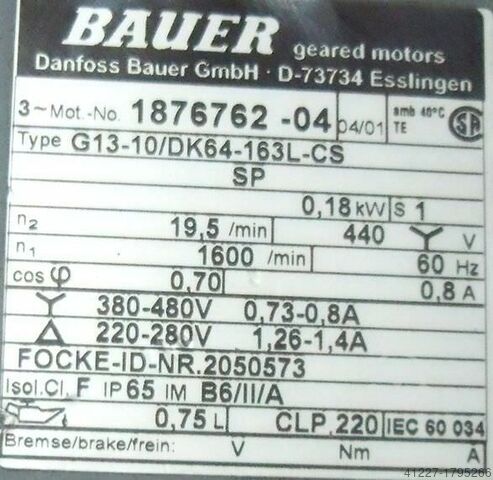 BAUER geared motors
Danfoss Bauer GmbH · D-73734 Esslingen
3~Mot.-No. 1876762 -04 04/01 amb 40°C TE SA
Type G13-10/DK64-163L-CS
SP
0,18 kW S 1
n2 19,5 /min 440 Y V
n1 1600 /min 60 Hz
cos φ 0,70 0,8 A
Y 380-480V 0,73-0,8A
Δ 220-280V 1,26-1,4A
FOCKE-ID-NR.2050573
Isol.Cl. F IP 65 IM B6/II/A
0,75 L CLP 220 IEC 60 034
Bremse/brake/frein: V Nm A
41227-1795266